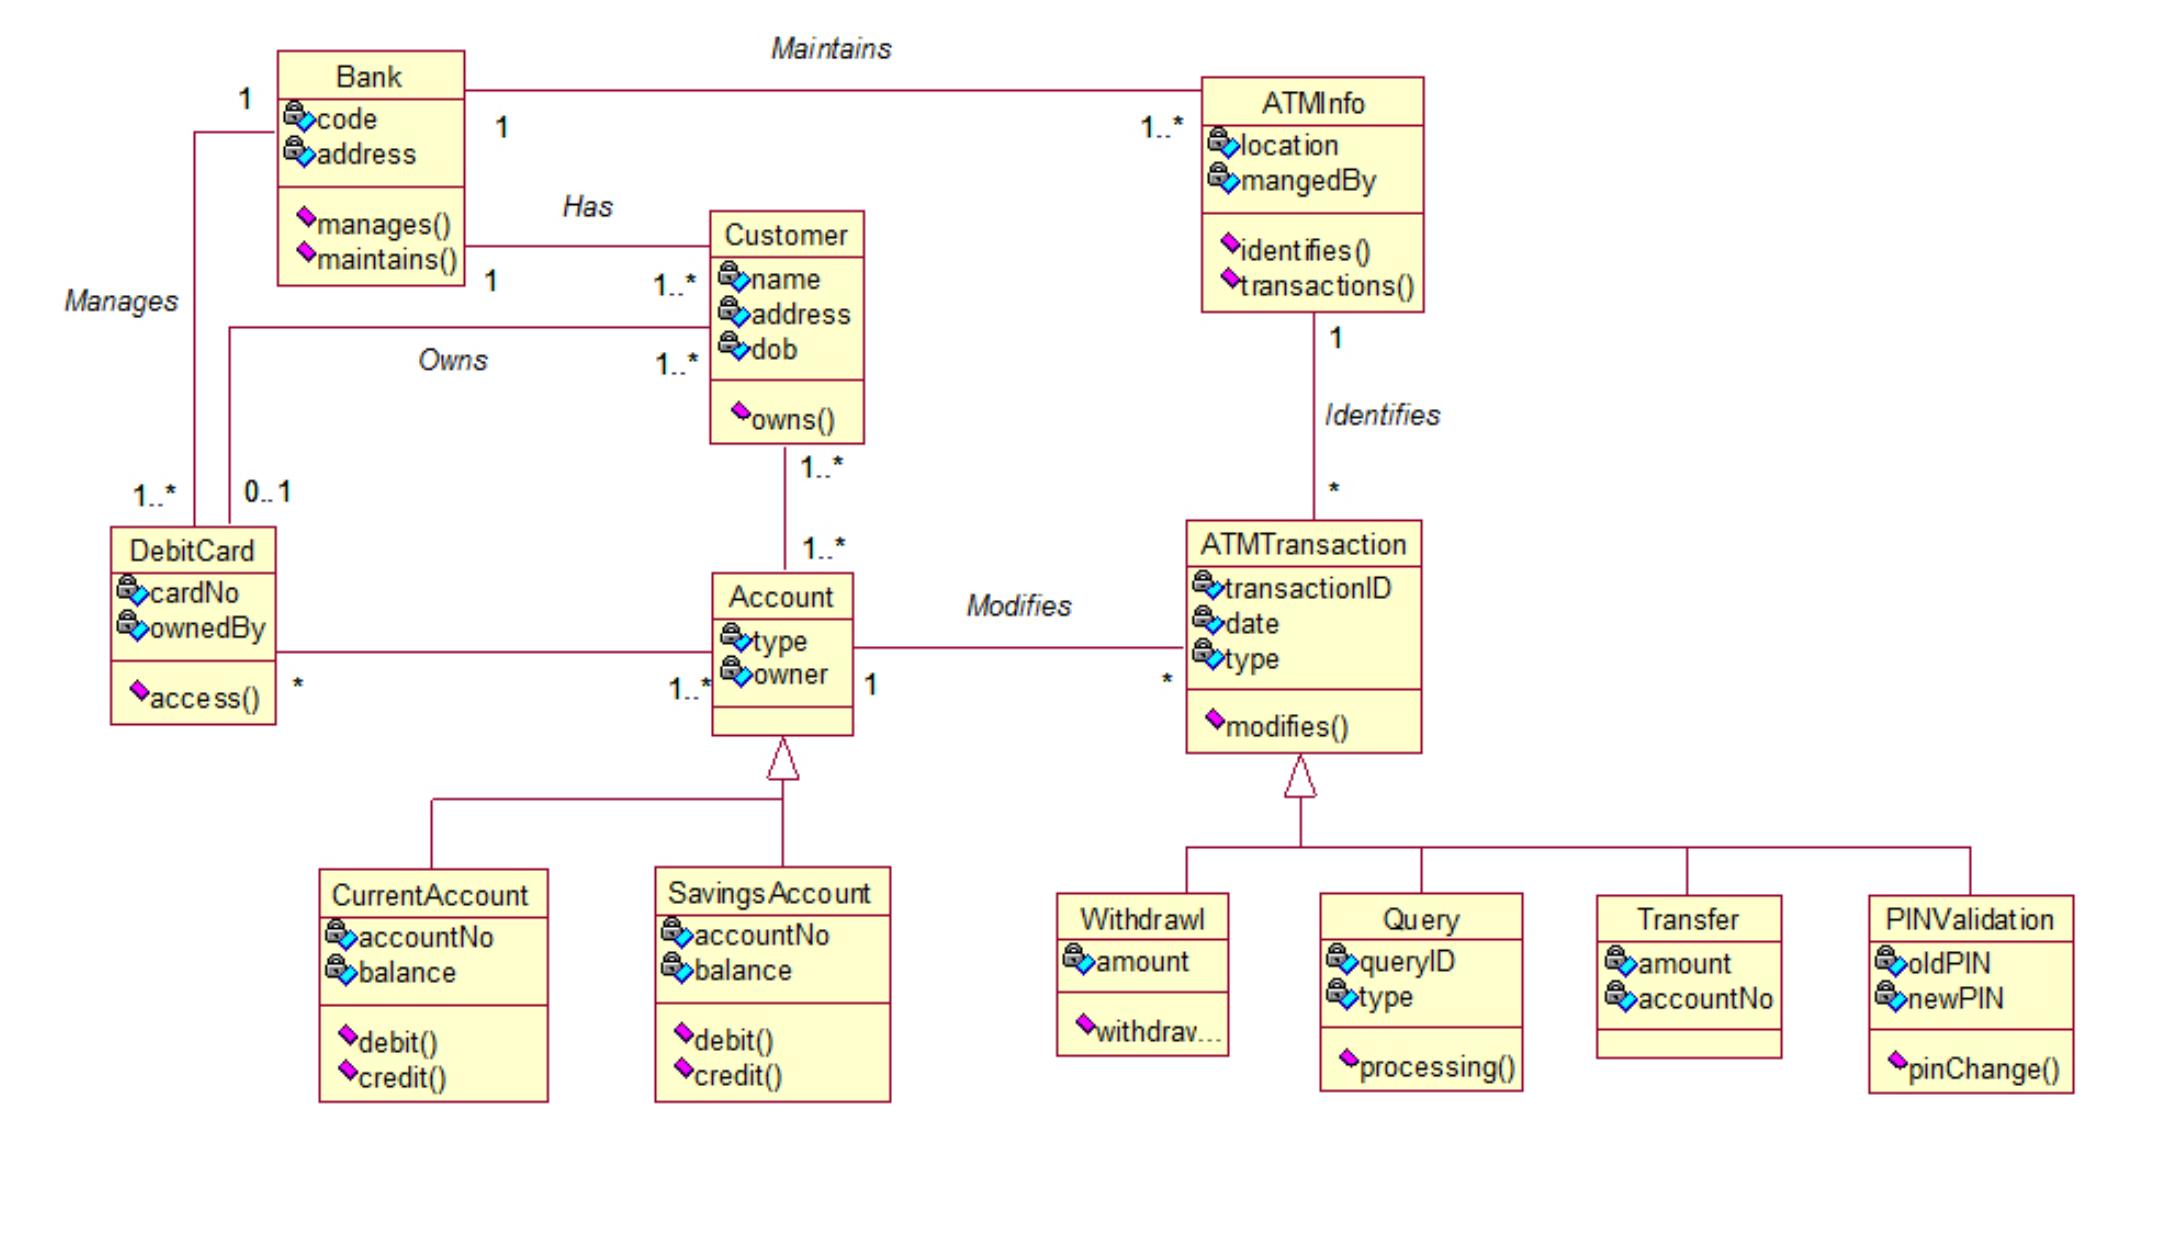 Maintains
Bank
code
address
manages()
maintains()
1
1
1..*
ATMInfo
location
mangedBy
identifies()
transactions()
Has
1
1..*
Customer
name
address
dob
owns()
Manages
Owns
1..*
1..*
0..1
1
Identifies
*
1..*
1..*
DebitCard
cardNo
ownedBy
access()
*
1..*
Account
type
owner
1
Modifies
*
ATMTransaction
transactionID
date
type
modifies()
CurrentAccount
accountNo
balance
debit()
credit()
SavingsAccount
accountNo
balance
debit()
credit()
Withdrawl
amount
withdraw...
Query
queryID
type
processing()
Transfer
amount
accountNo
PINValidation
oldPIN
newPIN
pinChange()